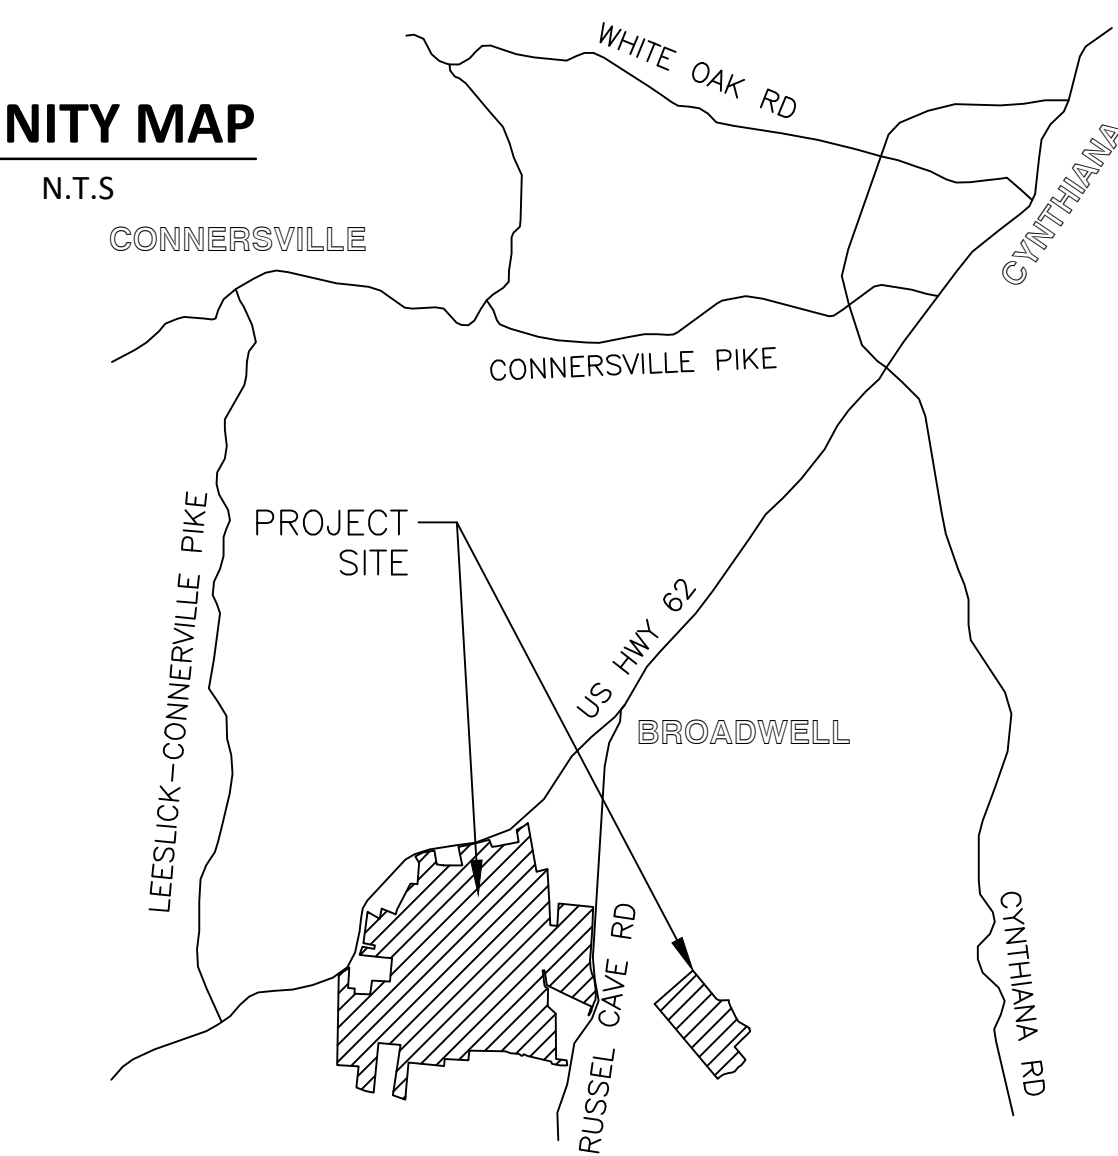 NITY MAP
N.T.S
WHITE OAK RD
CYNTHIANA
CONNERSVILLE
CONNERSVILLE PIKE
LEESLICK-CONNERVILLE PIKE
PROJECT
SITE
US HWY 62
BROADWELL
RUSSEL CAVE RD
CYNTHIANA RD